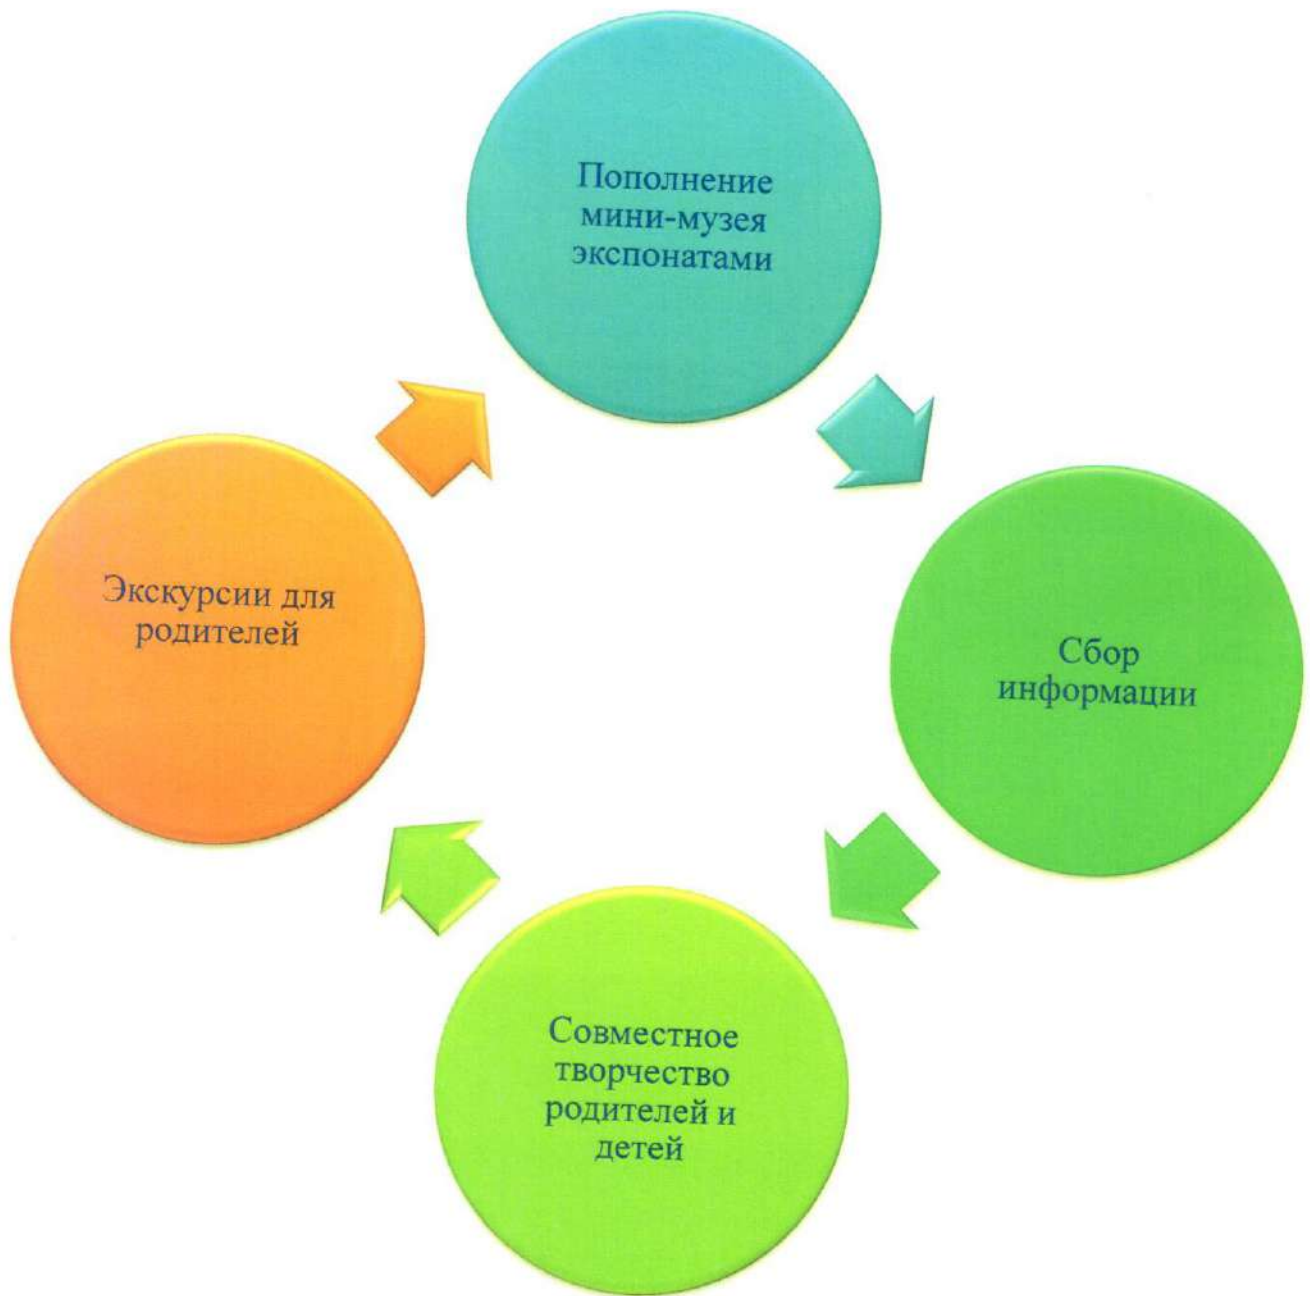 Пополнение
мини-музея
экспонатами
Сбор
информации
Совместное
творчество
родителей и
детей
Экскурсии для
родителей